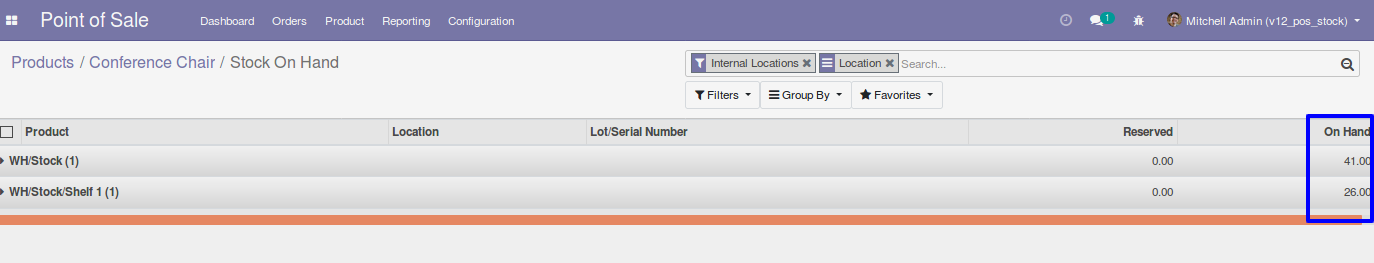 Point of Sale Dashboard Orders Product Reporting Configuration 1 Mitchell Admin (v12_pos_stock)
Products / Conference Chair / Stock On Hand
Internal Locations Location Search...
Filters Group By Favorites
Product Location Lot/Serial Number Reserved On Hand
WH/Stock (1) 0.00 41.00
WH/Stock/Shelf 1 (1) 0.00 26.00